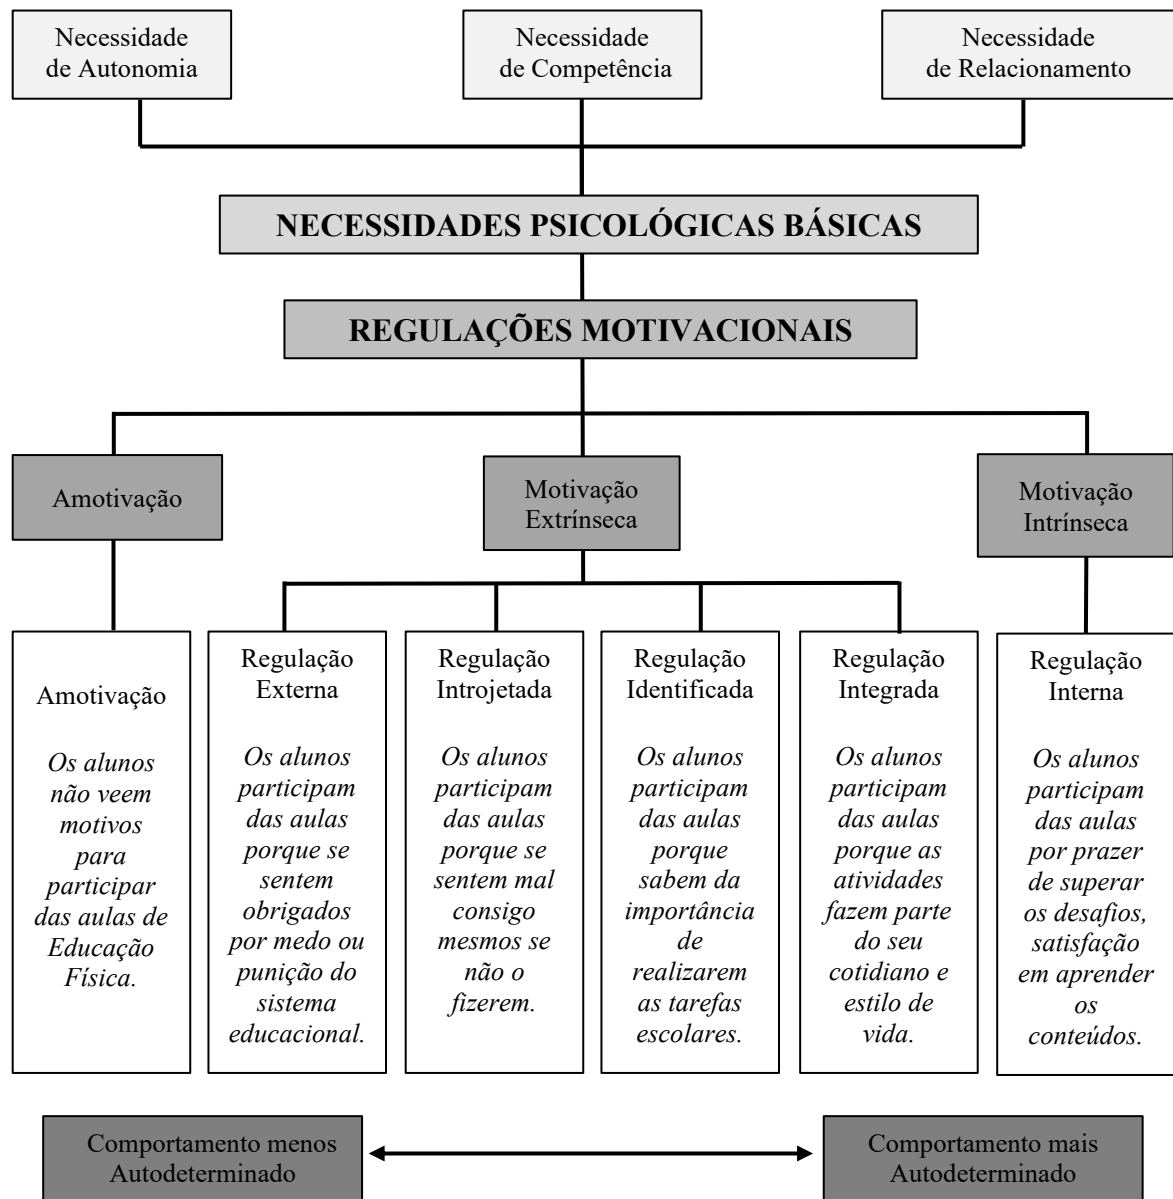 Necessidade
de Autonomia
Necessidade
de Competência
Necessidade
de Relacionamento
NECESSIDADES PSICOLÓGICAS BÁSICAS
REGULAÇÕES MOTIVACIONAIS
Amotivação
Motivação
Extrínseca
Motivação
Intrínseca
Amotivação
Os alunos
não veem
motivos
para
participar
das aulas de
Educação
Física.
Regulação
Externa
Os alunos
participam
das aulas
porque se
sentem
obrigados
por medo ou
punição do
sistema
educacional.
Regulação
Introjetada
Os alunos
participam
das aulas
porque se
sentem mal
consigo
mesmos se
não o
fizerem.
Regulação
Identificada
Os alunos
participam
das aulas
porque
sabem da
importância
de
realizarem
as tarefas
escolares.
Regulação
Integrada
Os alunos
participam
das aulas
porque as
atividades
fazem parte
do seu
cotidiano e
estilo de
vida.
Regulação
Interna
Os alunos
participam
das aulas
por prazer
de superar
os desafios,
satisfação
em aprender
os
conteúdos.
Comportamento menos
Autodeterminado
Comportamento mais
Autodeterminado